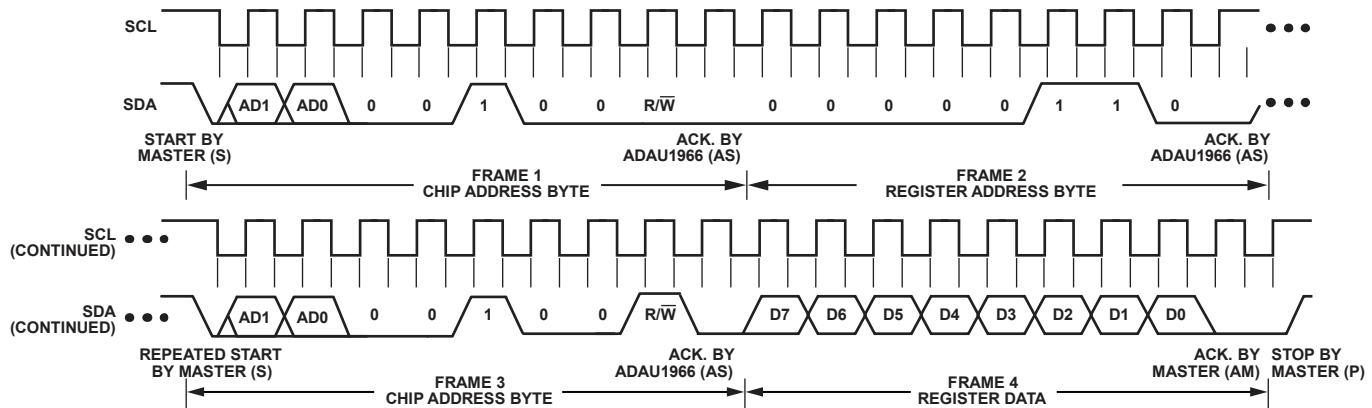 SCL
SDA AD1 AD0 0 0 1 0 0 R/W̅ 0 0 0 0 0 1 1 0
START BY
MASTER (S)
ACK. BY
ADAU1966 (AS)
ACK. BY
ADAU1966 (AS)
FRAME 1
CHIP ADDRESS BYTE
FRAME 2
REGISTER ADDRESS BYTE
SCL
(CONTINUED)
SDA
(CONTINUED)
AD1 AD0 0 0 1 0 0 R/W̅ D7 D6 D5 D4 D3 D2 D1 D0
REPEATED START
BY MASTER (S)
ACK. BY
ADAU1966 (AS)
ACK. BY
MASTER (AM)
STOP BY
MASTER (P)
FRAME 3
CHIP ADDRESS BYTE
FRAME 4
REGISTER DATA